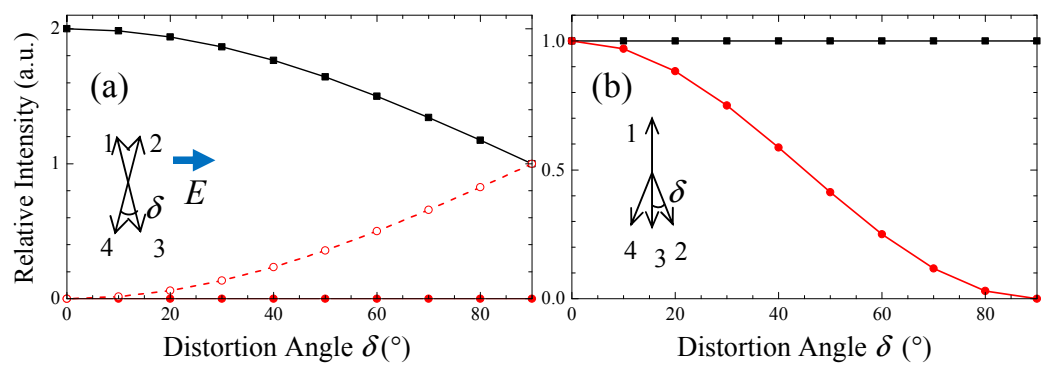 Relative Intensity (a.u.)
2
1
0
(a)
1 2
δ
4 3
E
0 20 40 60 80
Distortion Angle δ(°)
1.0
0.5
0.0
(b)
1
δ
4 3 2
0 20 40 60 80
Distortion Angle δ (°)